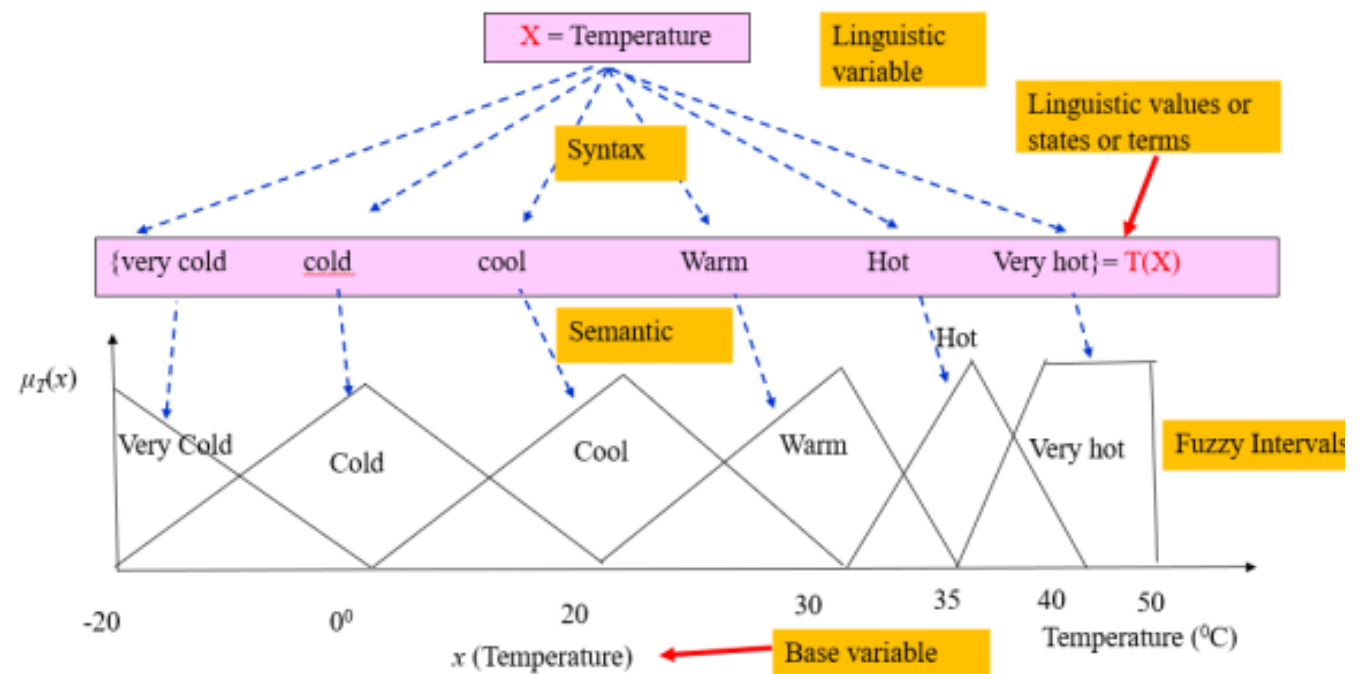 X = Temperature
Linguistic
variable
Linguistic values or
states or terms
Syntax
{very cold cold cool Warm Hot Very hot}= T(X)
Semantic
Hot
μT(x)
Very Cold
Cold
Cool
Warm
Very hot
Fuzzy Intervals
-20 0⁰ 20 30 35 40 50
x (Temperature)
Base variable
Temperature (⁰C)